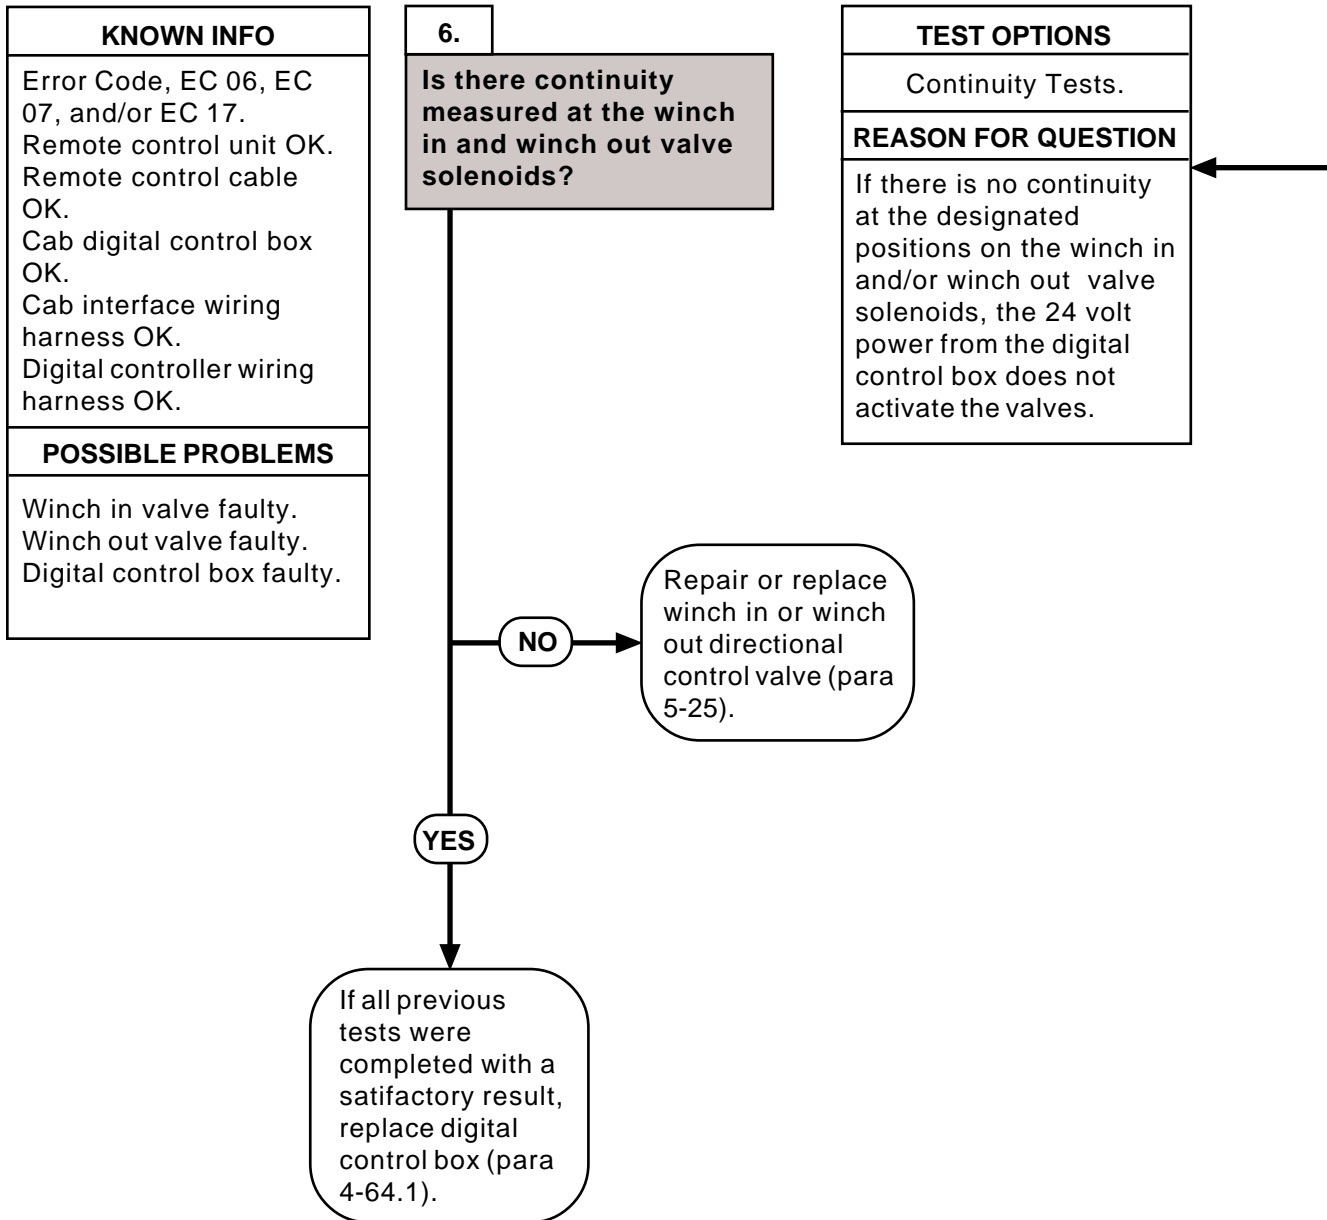 KNOWN INFO
Error Code, EC 06, EC
07, and/or EC 17.
Remote control unit OK.
Remote control cable
OK.
Cab digital control box
OK.
Cab interface wiring
harness OK.
Digital controller wiring
harness OK.
POSSIBLE PROBLEMS
Winch in valve faulty.
Winch out valve faulty.
Digital control box faulty.
6.
Is there continuity
measured at the winch
in and winch out valve
solenoids?
TEST OPTIONS
Continuity Tests.
REASON FOR QUESTION
If there is no continuity
at the designated
positions on the winch in
and/or winch out valve
solenoids, the 24 volt
power from the digital
control box does not
activate the valves.
NO
Repair or replace
winch in or winch
out directional
control valve (para
5-25).
YES
If all previous
tests were
completed with a
satifactory result,
replace digital
control box (para
4-64.1).